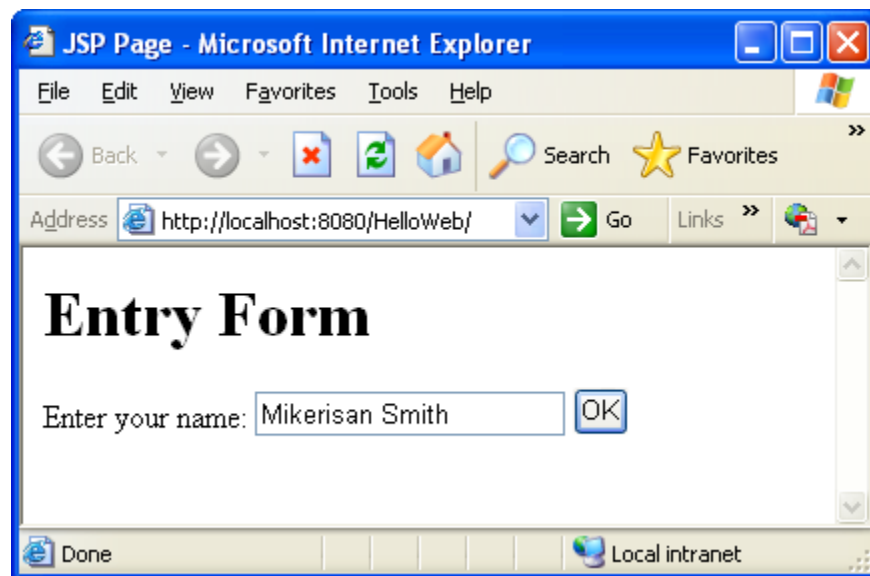 JSP Page - Microsoft Internet Explorer
File Edit View Favorites Tools Help
Back Search Favorites »
Address http://localhost:8080/HelloWeb/ Go Links »
Entry Form
Enter your name: Mikerisan Smith OK
Done Local intranet